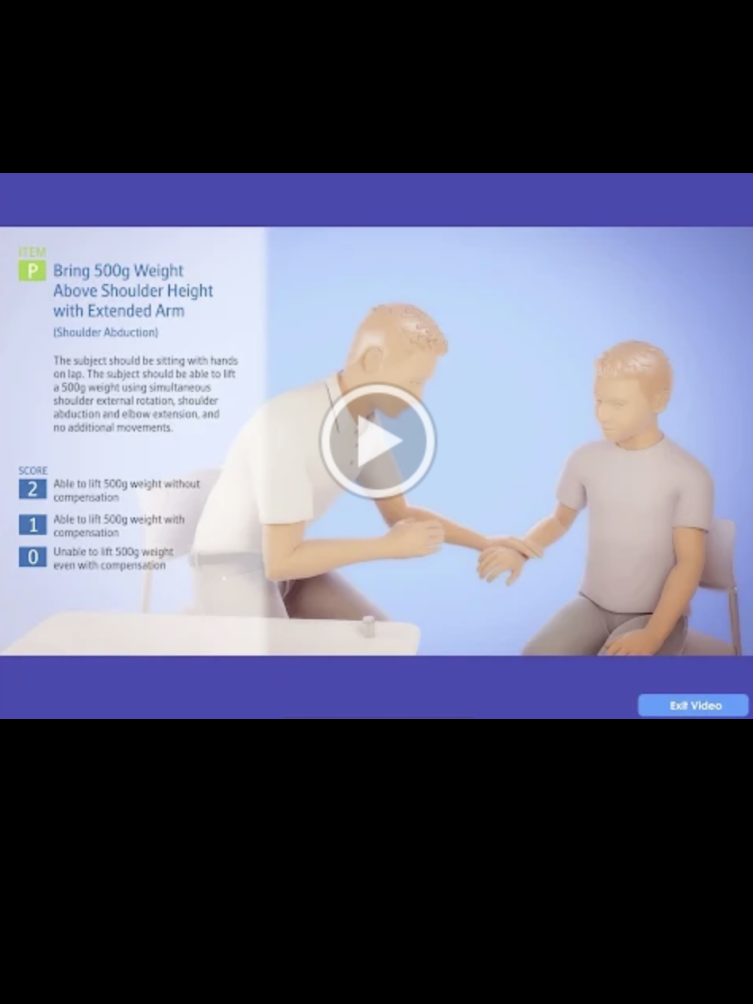 ITEM
P
Bring 500g Weight
Above Shoulder Height
with Extended Arm
(Shoulder Abduction)
The subject should be sitting with hands
on lap. The subject should be able to lift
a 500g weight using simultaneous
shoulder external rotation, shoulder
abduction and elbow extension, and
no additional movements.
SCORE
2 Able to lift 500g weight without
compensation
1 Able to lift 500g weight with
compensation
0 Unable to lift 500g weight
even with compensation
Exit Video